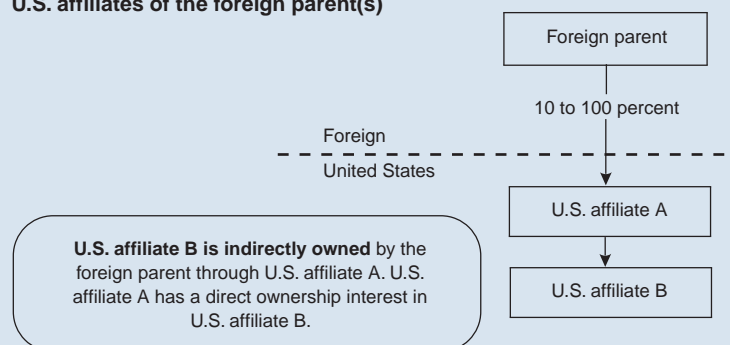 U.S. affiliates of the foreign parent(s)
Foreign parent
10 to 100 percent
Foreign
United States
U.S. affiliate A
U.S. affiliate B is indirectly owned by the
foreign parent through U.S. affiliate A. U.S.
affiliate A has a direct ownership interest in
U.S. affiliate B.
U.S. affiliate B